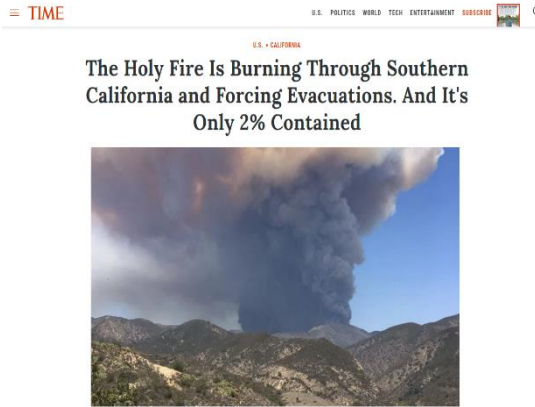 TIME
U.S. POLITICS WORLD TECH ENTERTAINMENT SUBSCRIBE
U.S. • CALIFORNIA
The Holy Fire Is Burning Through Southern
California and Forcing Evacuations. And It's
Only 2% Contained